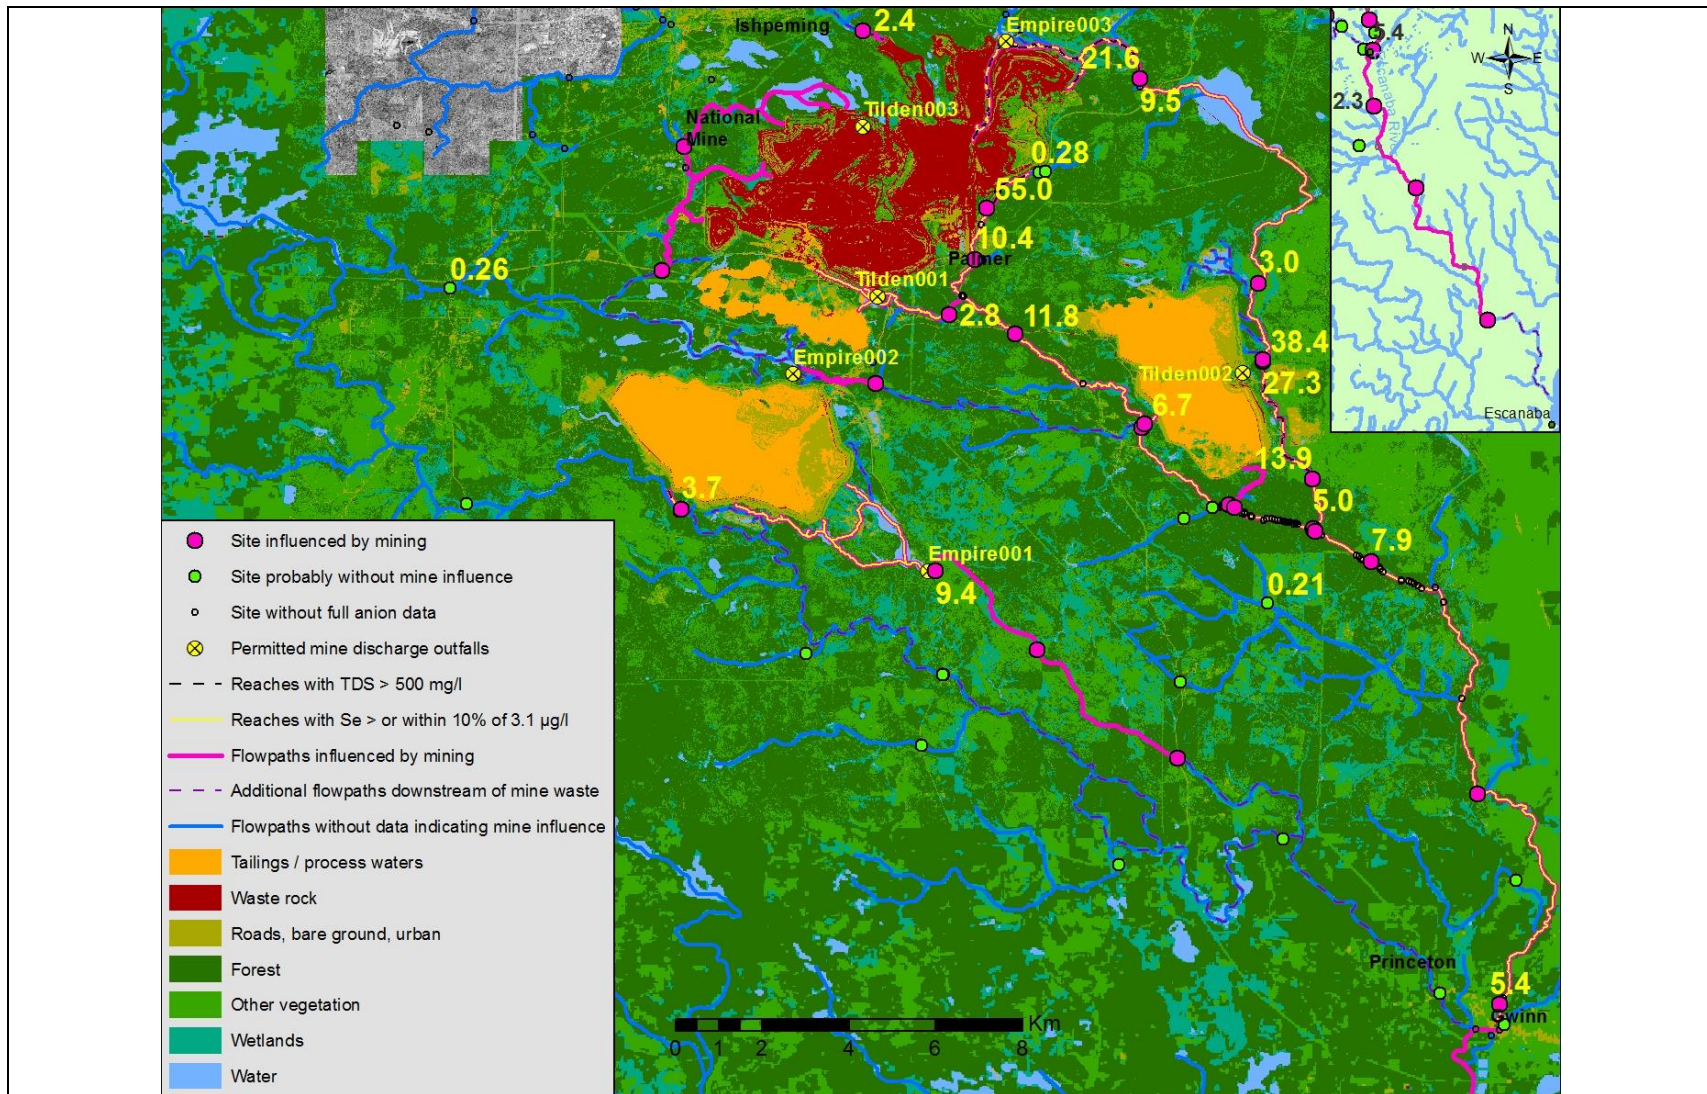 Ishpeming
2.4
Empire003
21.6
9.5
National
Mine
Tilden003
0.28
55.0
10.4
Palmer
0.26
Tilden001
3.0
2.8
11.8
38.4
Empire002
Tilden002
27.3
6.7
13.9
3.7
5.0
7.9
Empire001
9.4
0.21
Princeton
5.4
Gwinn
N
W
E
S
5.4
2.3
Escanaba River
Escanaba
Site influenced by mining
Site probably without mine influence
Site without full anion data
Permitted mine discharge outfalls
Reaches with TDS > 500 mg/l
Reaches with Se > or within 10% of 3.1 µg/l
Flowpaths influenced by mining
Additional flowpaths downstream of mine waste
Flowpaths without data indicating mine influence
Tailings / process waters
Waste rock
Roads, bare ground, urban
Forest
Other vegetation
Wetlands
Water
Km
0 1 2 4 6 8